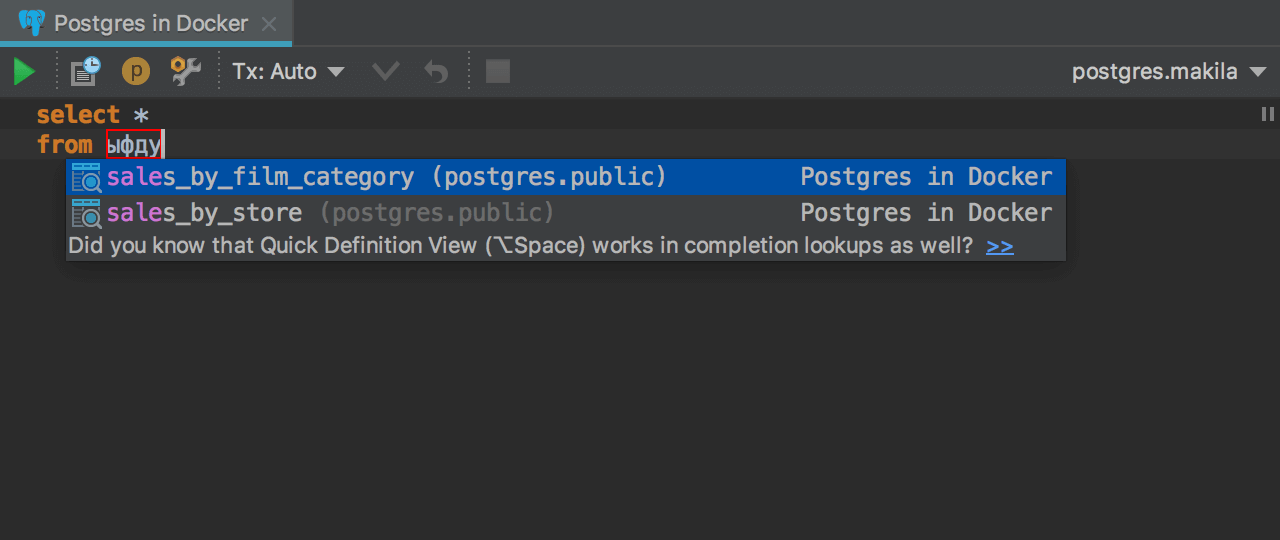 Postgres in Docker
p Tx: Auto postgres.makila
select *
from ыфду
sales_by_film_category (postgres.public) Postgres in Docker
sales_by_store (postgres.public) Postgres in Docker
Did you know that Quick Definition View (⌥Space) works in completion lookups as well? >>